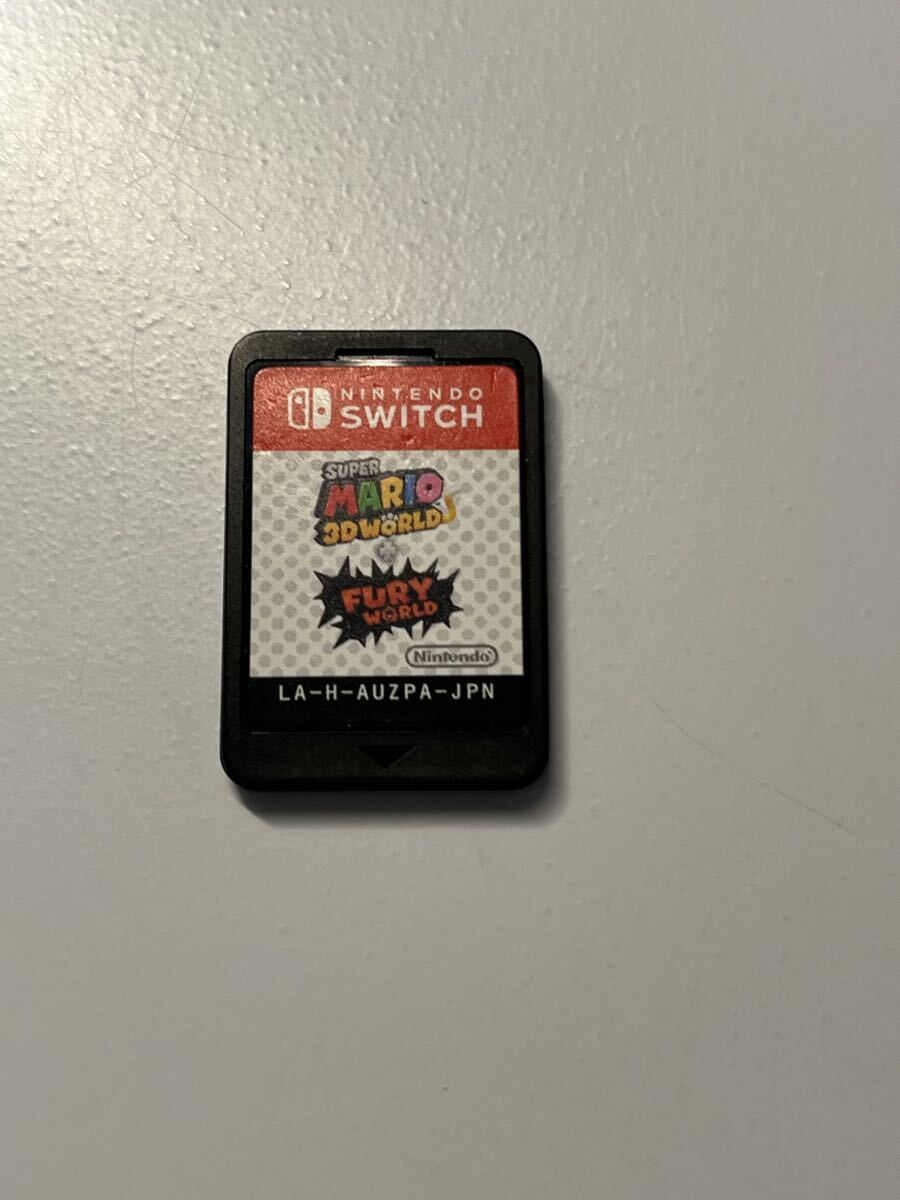 NINTENDO
SWITCH
SUPER
MARIO
3D WORLD
+
FURY
WORLD
Nintendo
LA-H-AUZPA-JPN